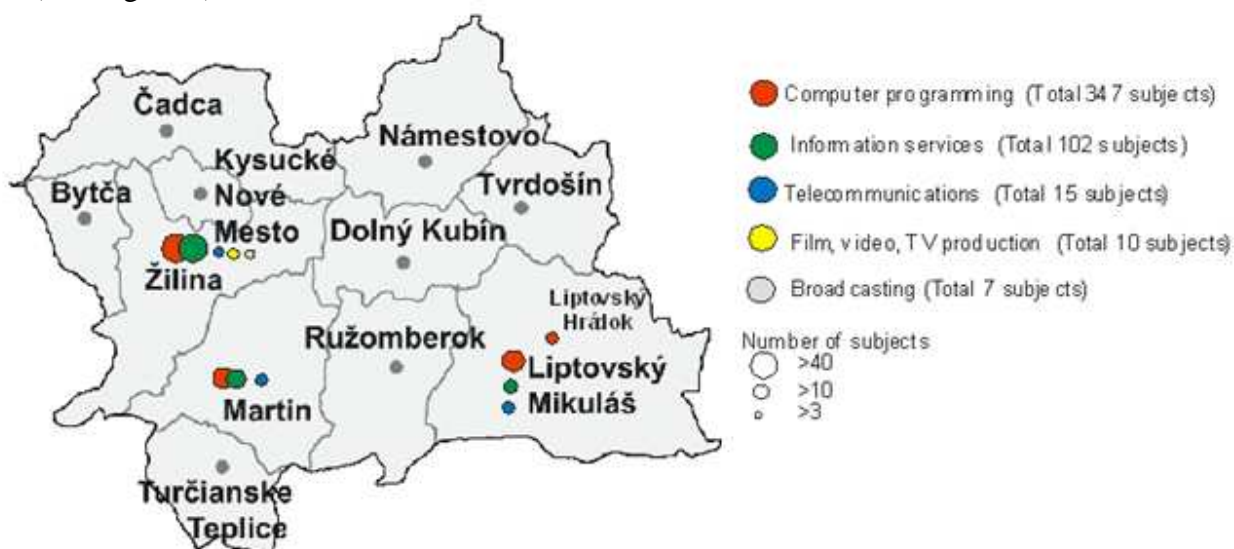 Čadca
Námestovo
Kysucké
Bytča
Nové
Tvrdošín
Mesto
Dolný Kubín
Žilina
Liptovský
Hrálok
Ružomberok
Liptovský
Mikuláš
Martin
Turčianske
Teplice
Computer programming (Total 347 subjects)
Information services (Total 102 subjects)
Telecommunications (Total 15 subjects)
Film, video, TV production (Total 10 subjects)
Broad casting (Total 7 subjects)
Number of subjects
>40
>10
>3